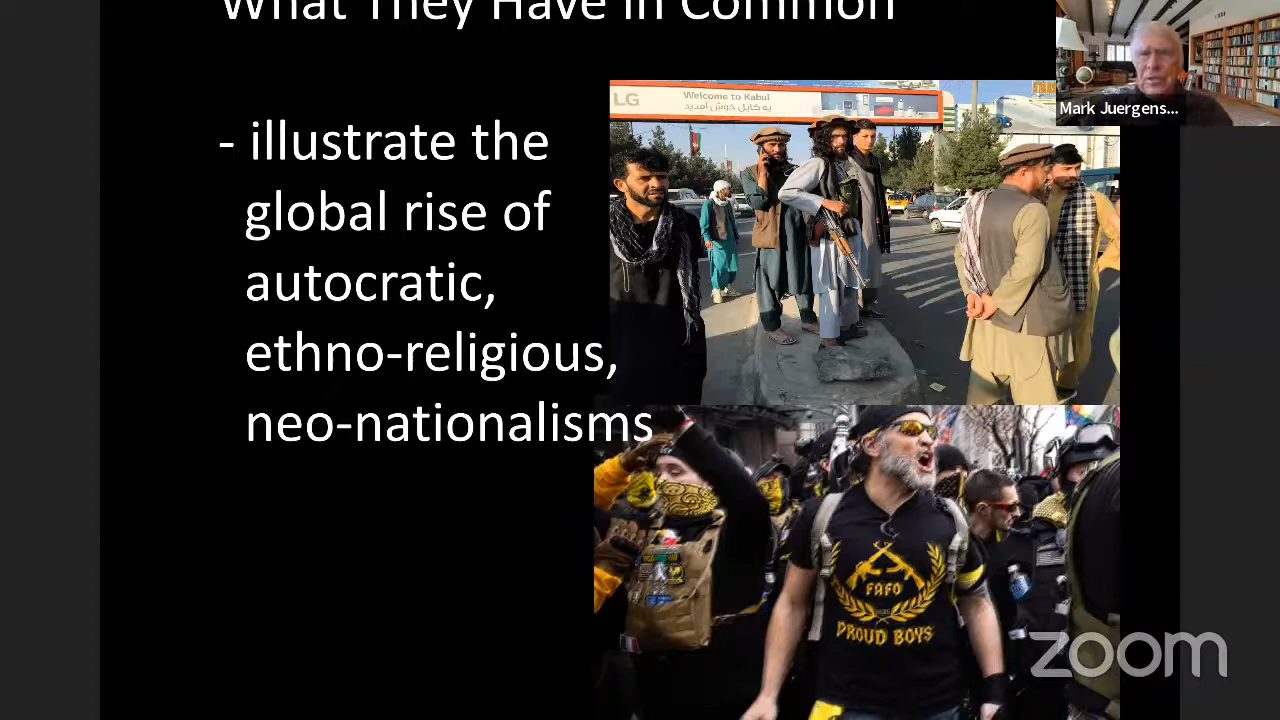 What They Have in Common
- illustrate the
global rise of
autocratic,
ethno-religious,
neo-nationalisms
LG
Welcome to Kabul
به کابل خوش آمدید
Mark Juergens...
FAFO
PROUD BOYS
zoom